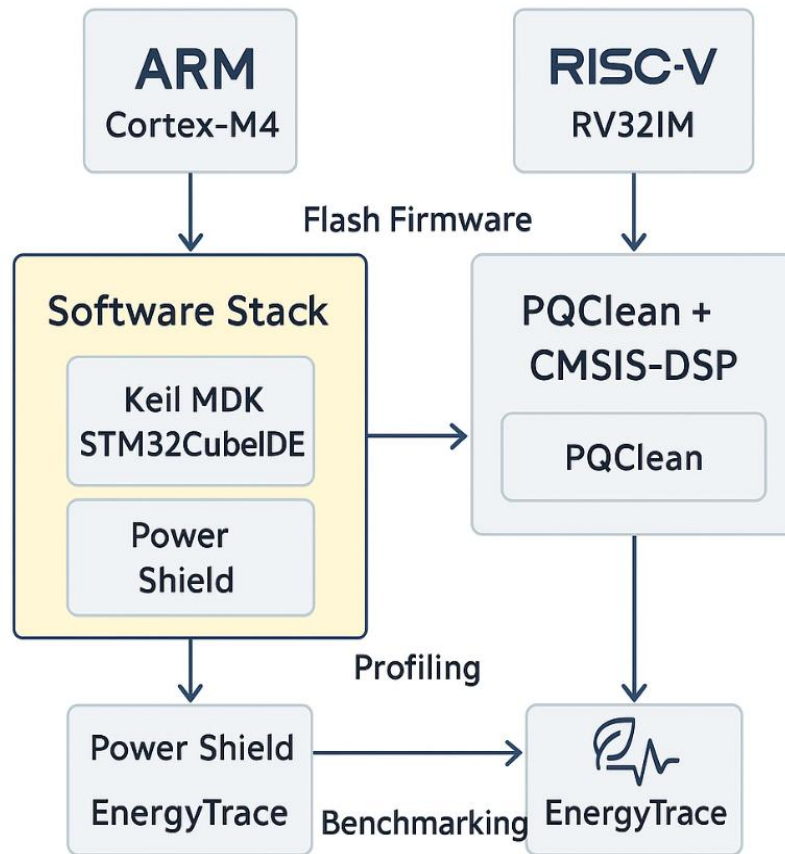 ARM
Cortex-M4
RISC-V
RV32IM
Flash Firmware
Software Stack
Keil MDK
STM32CubeIDE
Power
Shield
PQClean +
CMSIS-DSP
PQClean
Profiling
Power Shield
EnergyTrace
Benchmarking
EnergyTrace